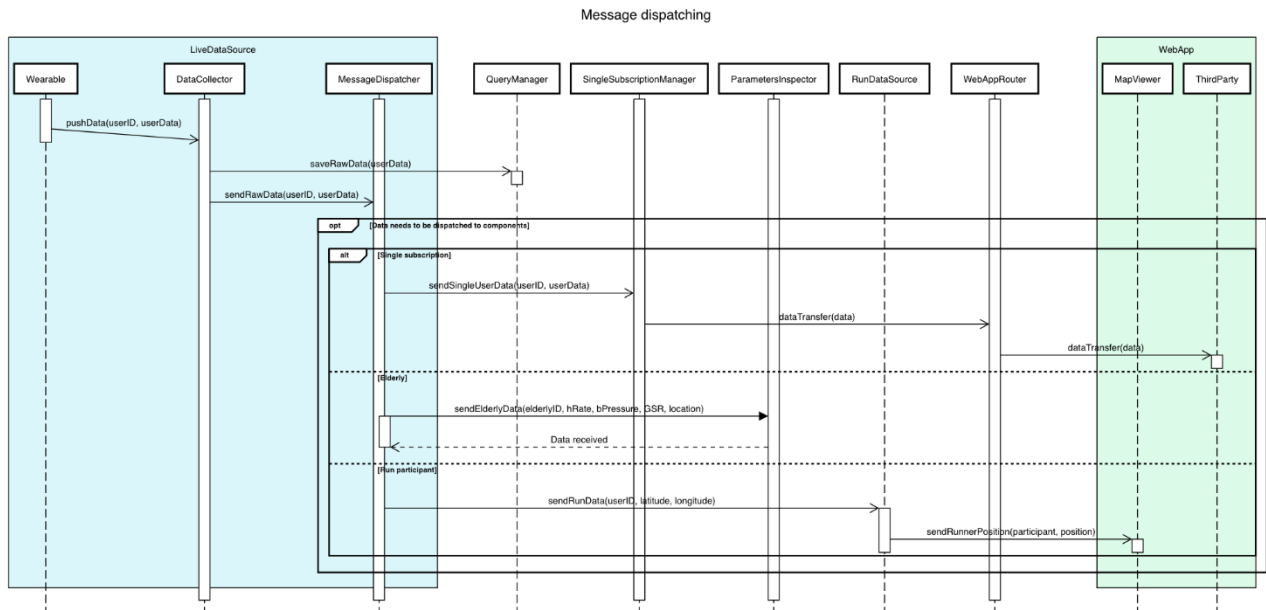 Message dispatching
LiveDataSource
WebApp
Wearable
DataCollector
MessageDispatcher
QueryManager
SingleSubscriptionManager
ParametersInspector
RunDataSource
WebAppRouter
MapViewer
ThirdParty
pushData(userID, userData)
saveRawData(userData)
sendRawData(userID, userData)
opt
[Data needs to be dispatched to components]
alt
[Single subscription]
sendSingleUserData(userID, userData)
dataTransfer(data)
dataTransfer(data)
[Elderly]
sendElderlyData(elderlyID, hRate, bPressure, GSR, location)
Data received
[Run participant]
sendRunData(userID, latitude, longitude)
sendRunnerPosition(participant, position)